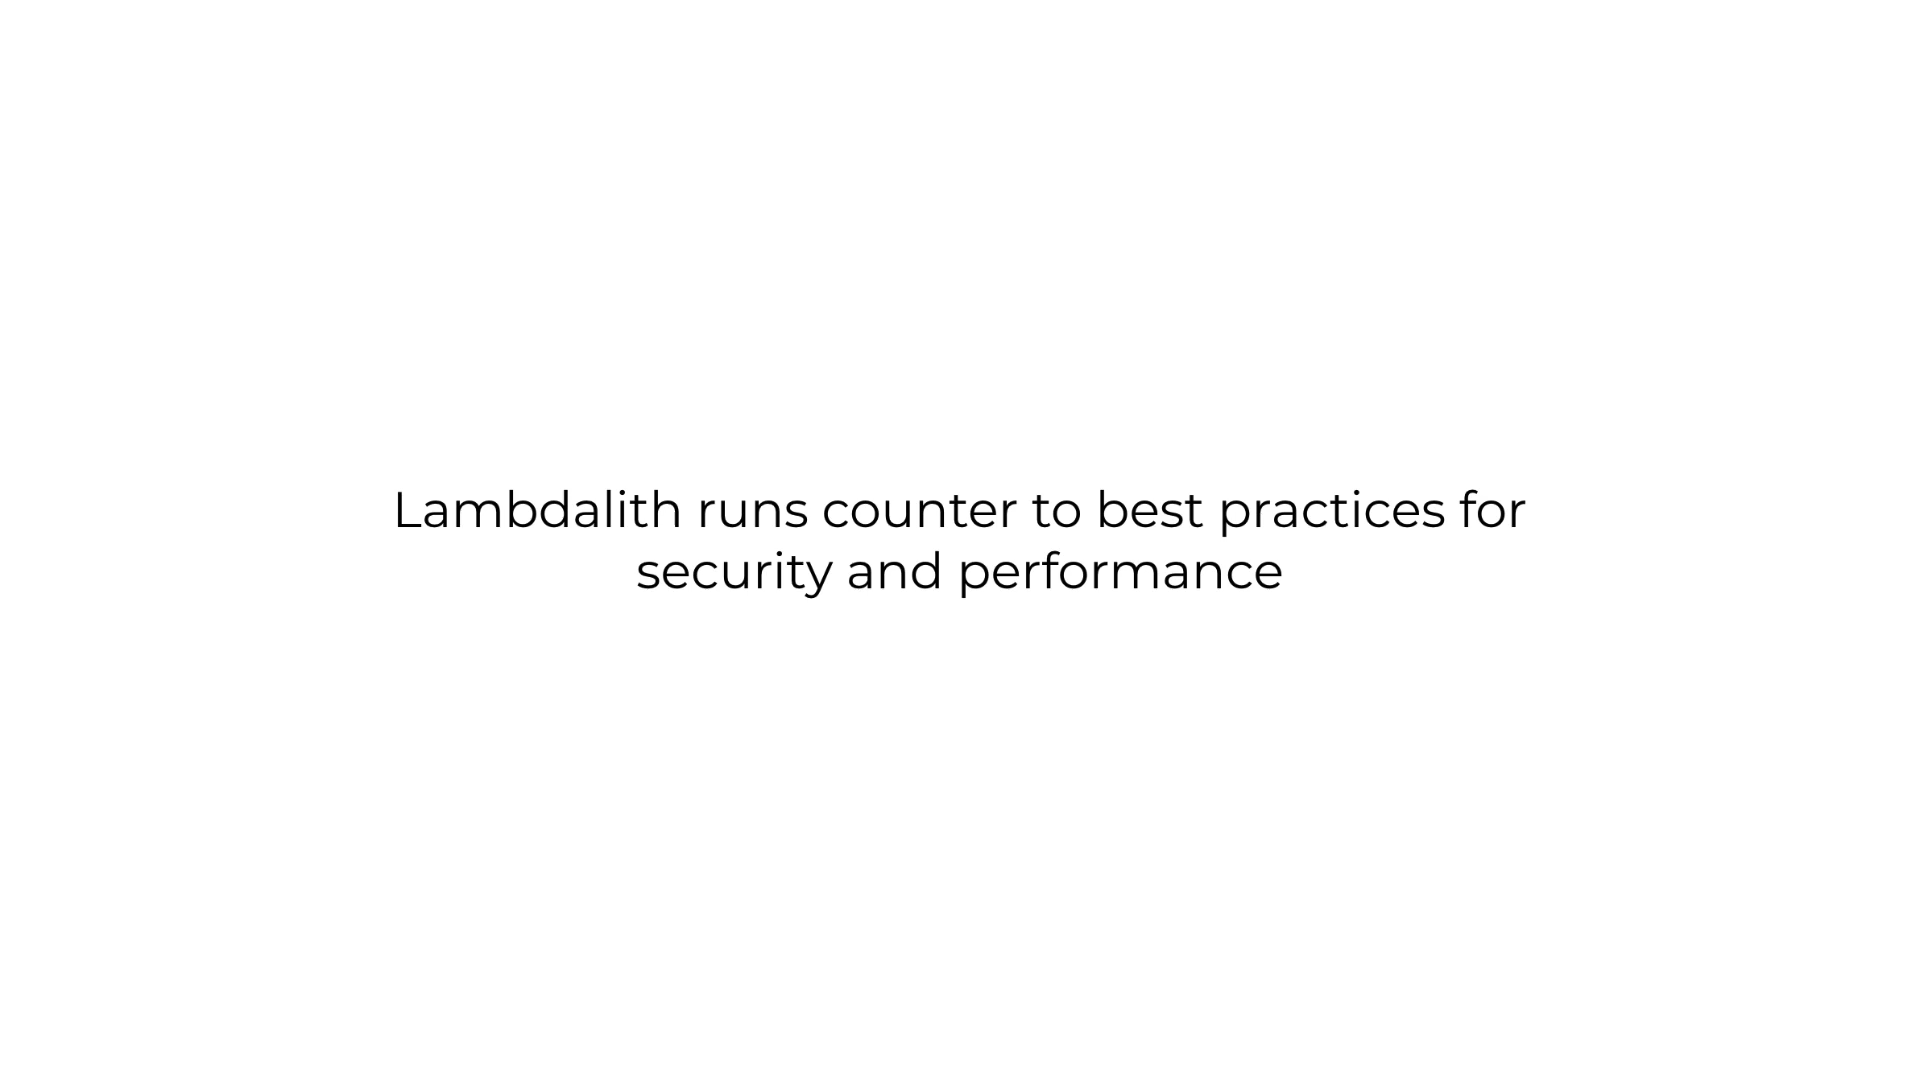 Lambdalith runs counter to best practices for
security and performance